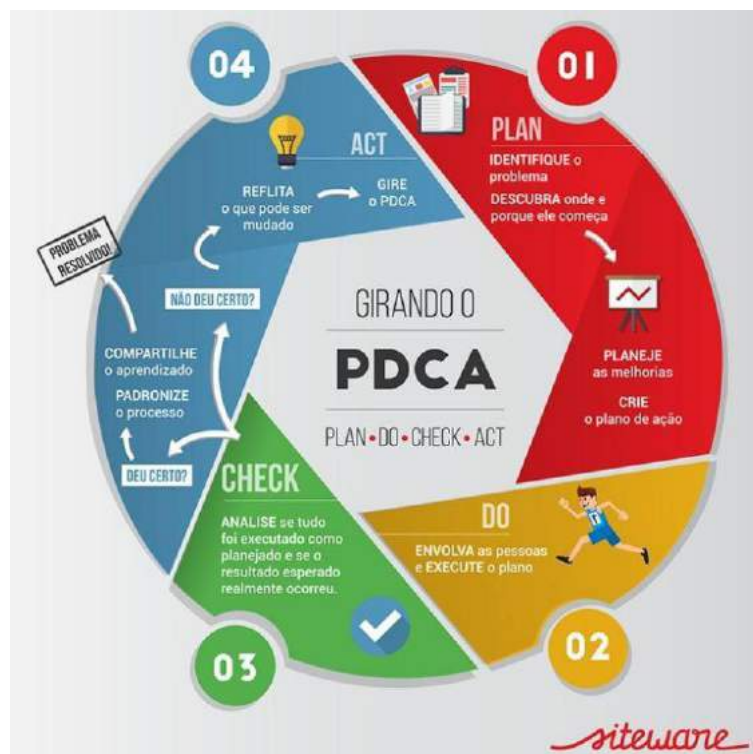 01
PLAN
IDENTIFIQUE o
problema
DESCUBRA onde e
porque ele começa
PLANEJE
as melhorias
CRIE
o plano de ação
02
DO
ENVOLVA as pessoas
e EXECUTE o plano
03
CHECK
ANALISE se tudo
foi executado como
planejado e se o
resultado esperado
realmente ocorreu.
04
ACT
DEU CERTO?
PADRONIZE
o processo
COMPARTILHE
o aprendizado
PROBLEMA
RESOLVIDO!
NÃO DEU CERTO?
REFLITA
o que pode ser
mudado
GIRE
o PDCA
GIRANDO O
PDCA
PLAN•DO•CHECK•ACT
siteware